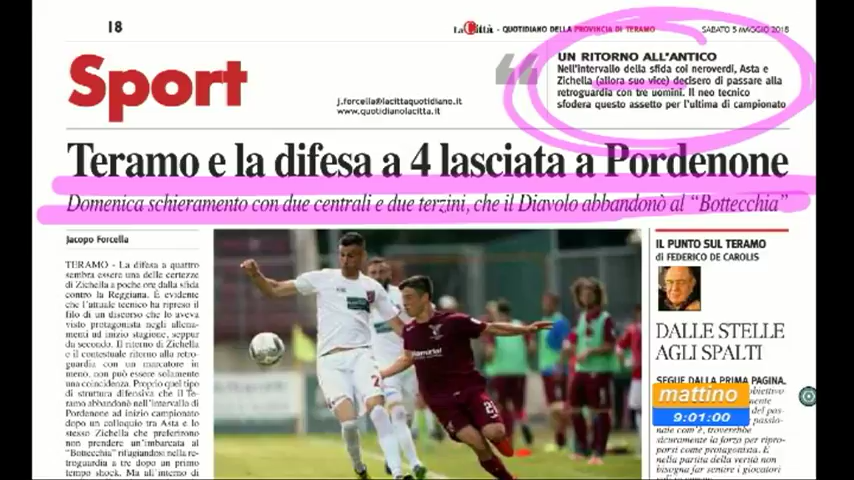 18
La Città - QUOTIDIANO DELLA PROVINCIA DI TERAMO
SABATO 5 MAGGIO 2018
Sport
j.forcella@lacittaquotidiano.it
www.quotidianolacitta.it
“
UN RITORNO ALL'ANTICO
Nell'intervallo della sfida coi neroverdi, Asta e
Zichella (allora suo vice) decisero di passare alla
retroguardia con tre uomini. Il neo tecnico
sfodera questo assetto per l'ultima di campionato
Teramo e la difesa a 4 lasciata a Pordenone
Domenica schieramento con due centrali e due terzini, che il Diavolo abbandonò al “Bottecchia”
Jacopo Forcella
TERAMO - La difesa a quattro
sembra essere una delle certezze
di Zichella a poche ore dalla sfida
contro la Reggiana. È evidente
che l'attuale tecnico ha ripreso il
filo di un discorso che lo aveva
visto protagonista negli allena-
menti ad inizio stagione, seppur
da secondo. Il ritorno di Zichella
e il contestuale ritorno alla retro-
guardia con un marcatore in
meno, non può essere solamente
una coincidenza. Proprio quel tipo
di struttura difensiva che il Te-
ramo abbandonò nell'intervallo di
Pordenone ad inizio campionato
dopo un colloquio tra Asta e lo
stesso Zichella che preferirono
non prendere un'imbarcata al
"Bottecchia" rifugiandosi nella re-
troguardia a tre dopo un primo
tempo shock. Ma all'interno di
IL PUNTO SUL TERAMO
di FEDERICO DE CAROLIS
DALLE STELLE
AGLI SPALTI
SEGUE DALLA PRIMA PAGINA.
mattino
9:01:00
obiettivo
del pos-
passio-
nate com'è, troverebbe
sicuramente la forza per ripro-
porsi come protagonista. E
nella partita della verità non
bisogna far sentire i giocatori